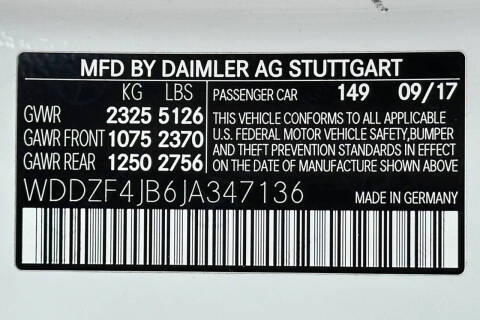 MFD BY DAIMLER AG STUTTGART
KG LBS PASSENGER CAR 149 09/17
GVWR 2325 5126
GAWR FRONT 1075 2370
GAWR REAR 1250 2756
THIS VEHICLE CONFORMS TO ALL APPLICABLE
U.S. FEDERAL MOTOR VEHICLE SAFETY,BUMPER
AND THEFT PREVENTION STANDARDS IN EFFECT
ON THE DATE OF MANUFACTURE SHOWN ABOVE
WDDZF4JB6JA347136 MADE IN GERMANY